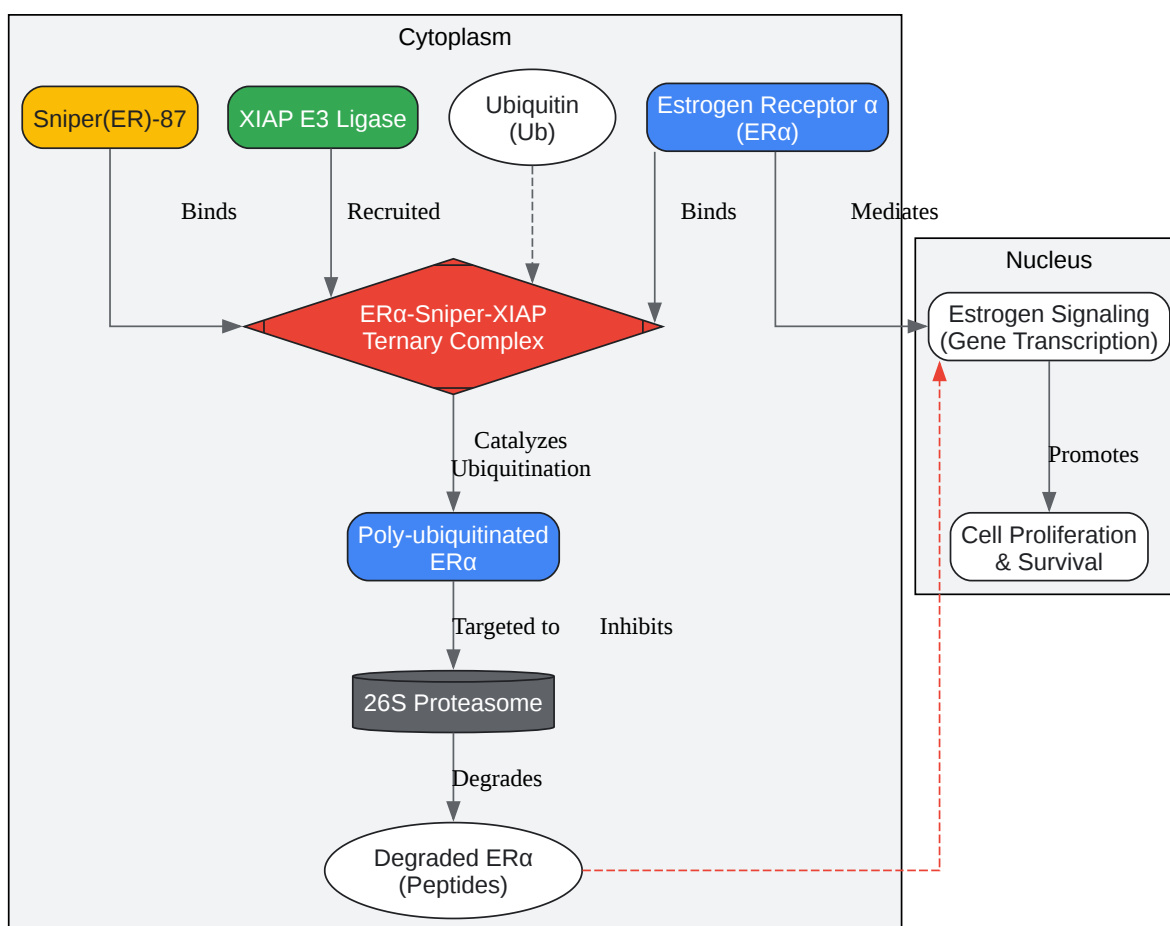 Cytoplasm
Sniper(ER)-87
XIAP E3 Ligase
Ubiquitin
(Ub)
Estrogen Receptor α
(ERα)
Binds
Recruited
Binds
Mediates
Nucleus
ERα-Sniper-XIAP
Ternary Complex
Estrogen Signaling
(Gene Transcription)
Catalyzes
Ubiquitination
Promotes
Poly-ubiquitinated
ERα
Cell Proliferation
& Survival
Targeted to
Inhibits
26S Proteasome
Degrades
Degraded ERα
(Peptides)